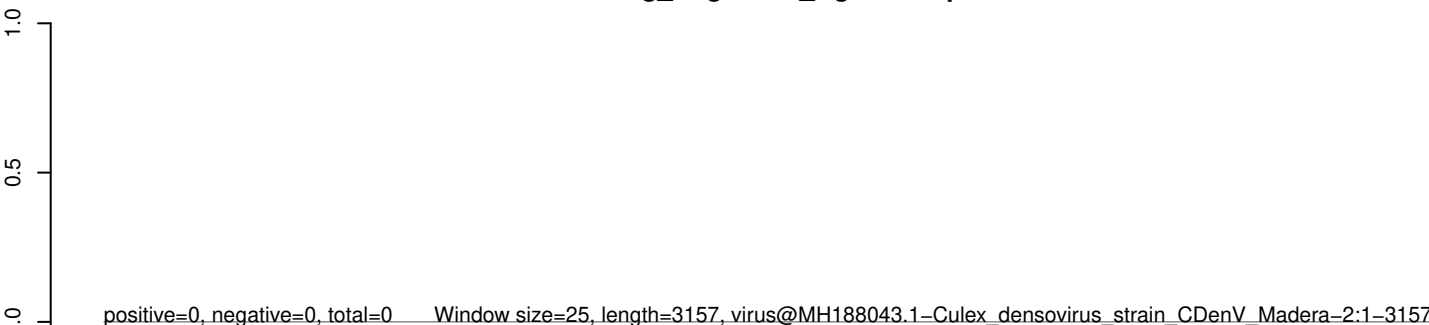 1.0
0.5
.0
positive=0, negative=0, total=0 Window size=25, length=3157, virus@MH188043.1−Culex_densovirus_strain_CDenV_Madera−2:1−3157